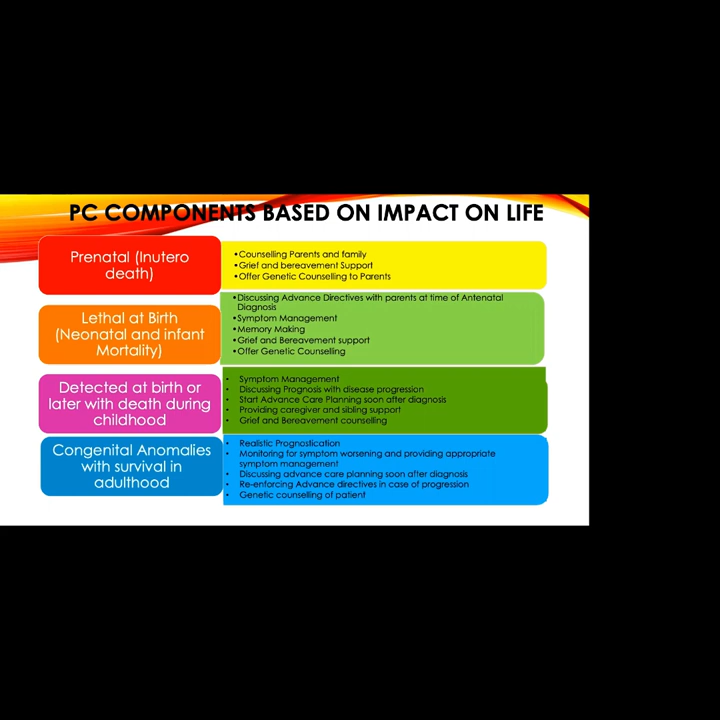 PC COMPONENTS BASED ON IMPACT ON LIFE
Prenatal (Inutero
death)
•Counselling Parents and family
•Grief and bereavement Support
•Offer Genetic Counselling to Parents
Lethal at Birth
(Neonatal and infant
Mortality)
•Discussing Advance Directives with parents at time of Antenatal
Diagnosis
•Symptom Management
•Memory Making
•Grief and Bereavement support
•Offer Genetic Counselling
Detected at birth or
later with death during
childhood
• Symptom Management
• Discussing Prognosis with disease progression
• Start Advance Care Planning soon after diagnosis
• Providing caregiver and sibling support
• Grief and Bereavement counselling
Congenital Anomalies
with survival in
adulthood
• Realistic Prognostication
• Monitoring for symptom worsening and providing appropriate
symptom management
• Discussing advance care planning soon after diagnosis
• Re-enforcing Advance directives in case of progression
• Genetic counselling of patient